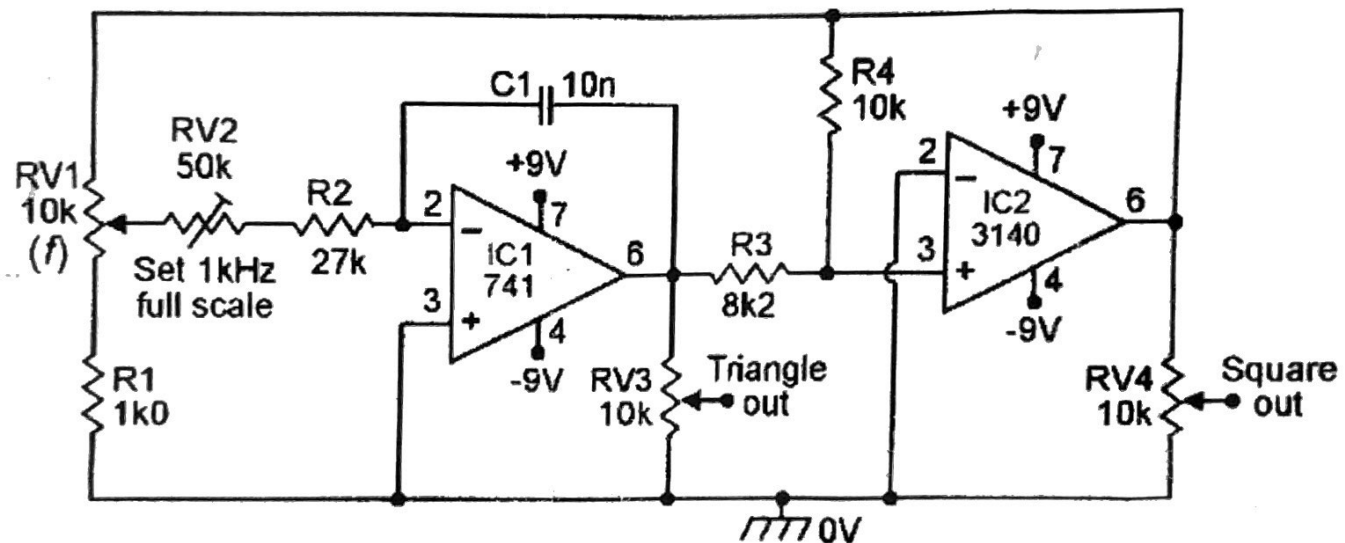 RV1
10k
(f)
RV2
50k
Set 1kHz
full scale
R1
1k0
R2
27k
C1 10n
+9V
7
2
−
IC1
741
6
3
+
4
-9V
R3
8k2
RV3
10k
Triangle
out
R4
10k
+9V
7
2
−
IC2
3140
6
3
+
4
-9V
RV4
10k
Square
out
0V